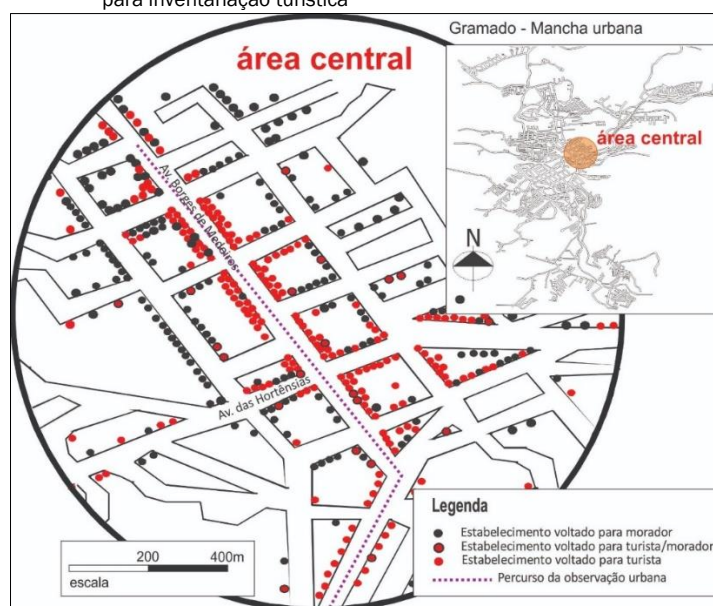 para inventariação turística
Gramado - Mancha urbana
área central
área central
Av. Borges de Medeiros
N
Av. das Hortênsias
Legenda
Estabelecimento voltado para morador
Estabelecimento voltado para turista/morador
Estabelecimento voltado para turista
Percurso da observação urbana
200 400m
escala